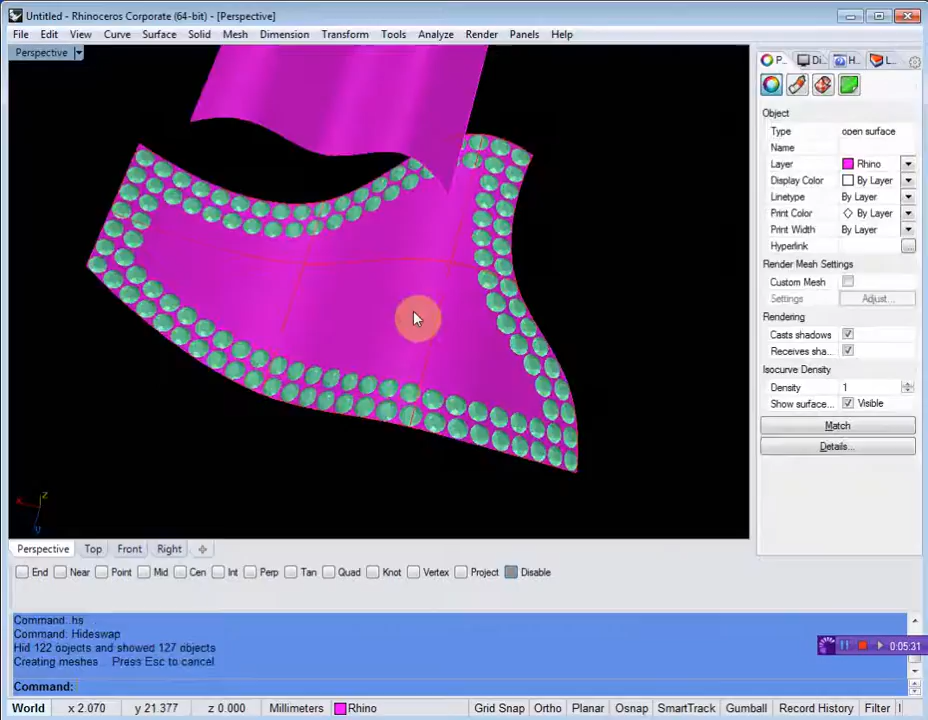 Untitled - Rhinoceros Corporate (64-bit) - [Perspective]
File Edit View Curve Surface Solid Mesh Dimension Transform Tools Analyze Render Panels Help
Perspective
P... Di... H... L...
Object
Type open surface
Name
Layer Rhino
Display Color By Layer
Linetype By Layer
Print Color By Layer
Print Width By Layer
Hyperlink ...
Render Mesh Settings
Custom Mesh
Settings Adjust...
Rendering
Casts shadows
Receives sha...
Isocurve Density
Density 1
Show surface... Visible
Match
Details...
z
x
Perspective Top Front Right
End Near Point Mid Cen Int Perp Tan Quad Knot Vertex Project Disable
Command: hs
Command: Hideswap
Hid 122 objects and showed 127 objects
Creating meshes... Press Esc to cancel
0:05:31
Command:
World x 2.070 y 21.377 z 0.000 Millimeters Rhino Grid Snap Ortho Planar Osnap SmartTrack Gumball Record History Filter